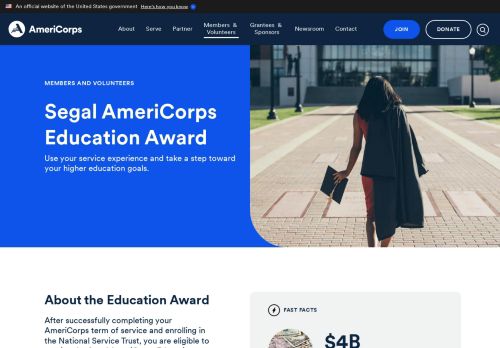 An official website of the United States government Here's how you know
AmeriCorps
About Serve Partner Members & Volunteers Grantees & Sponsors Newsroom Contact JOIN DONATE
MEMBERS AND VOLUNTEERS
Segal AmeriCorps
Education Award
Use your service experience and take a step toward
your higher education goals.
About the Education Award
After successfully completing your
AmeriCorps term of service and enrolling in
the National Service Trust, you are eligible to
FAST FACTS
$4B